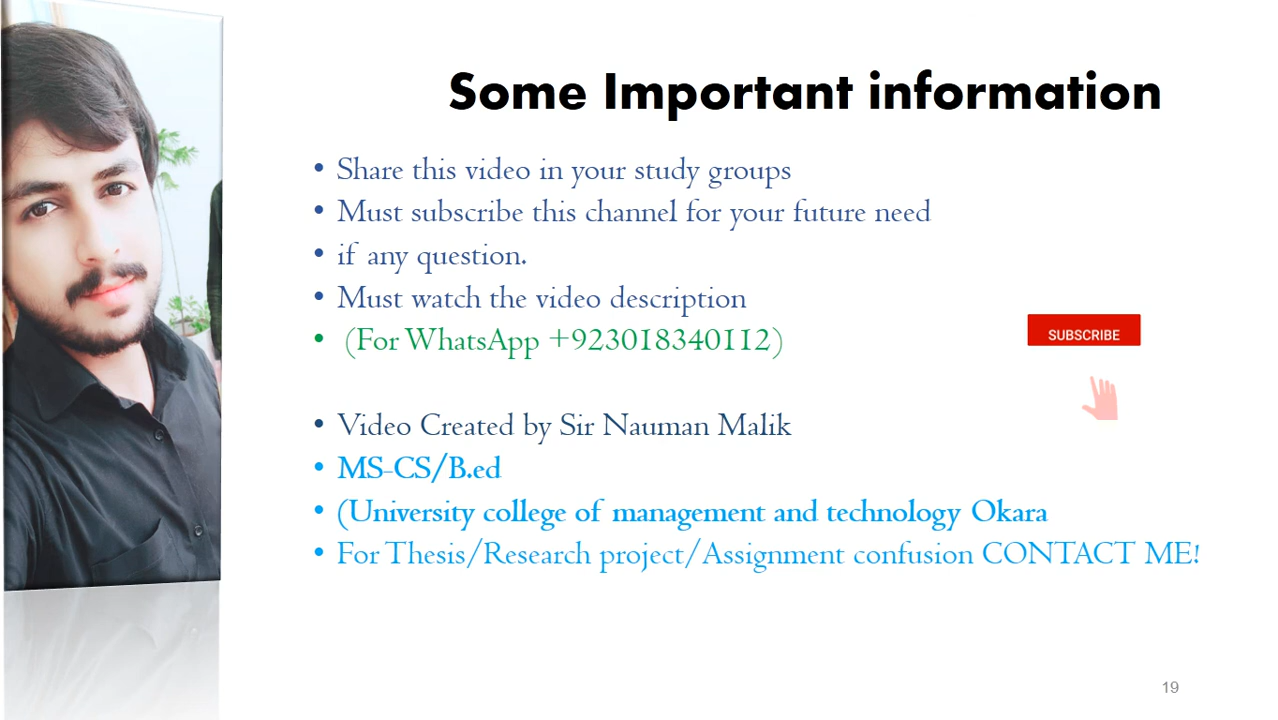 Some Important information
• Share this video in your study groups
• Must subscribe this channel for your future need
• if any question.
• Must watch the video description
• (For WhatsApp +923018340112)
SUBSCRIBE
• Video Created by Sir Nauman Malik
• MS-CS/B.ed
• (University college of management and technology Okara
• For Thesis/Research project/Assignment confusion CONTACT ME!
19